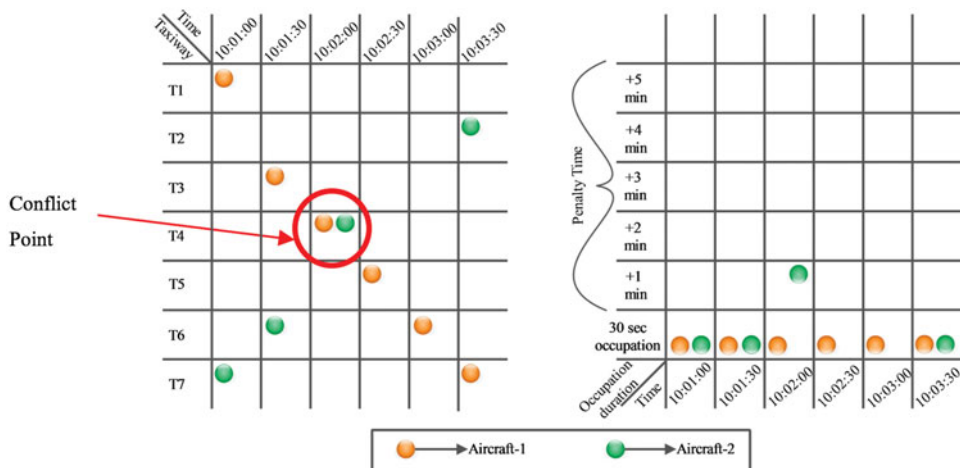 Time
Taxiway
10:01:00
10:01:30
10:02:00
10:02:30
10:03:00
10:03:30
T1
T2
T3
T4
T5
T6
T7
Conflict
Point
Penalty Time
+5
min
+4
min
+3
min
+2
min
+1
min
30 sec
occupation
Occupation
duration
Time
10:01:00
10:01:30
10:02:00
10:02:30
10:03:00
10:03:30
Aircraft-1
Aircraft-2